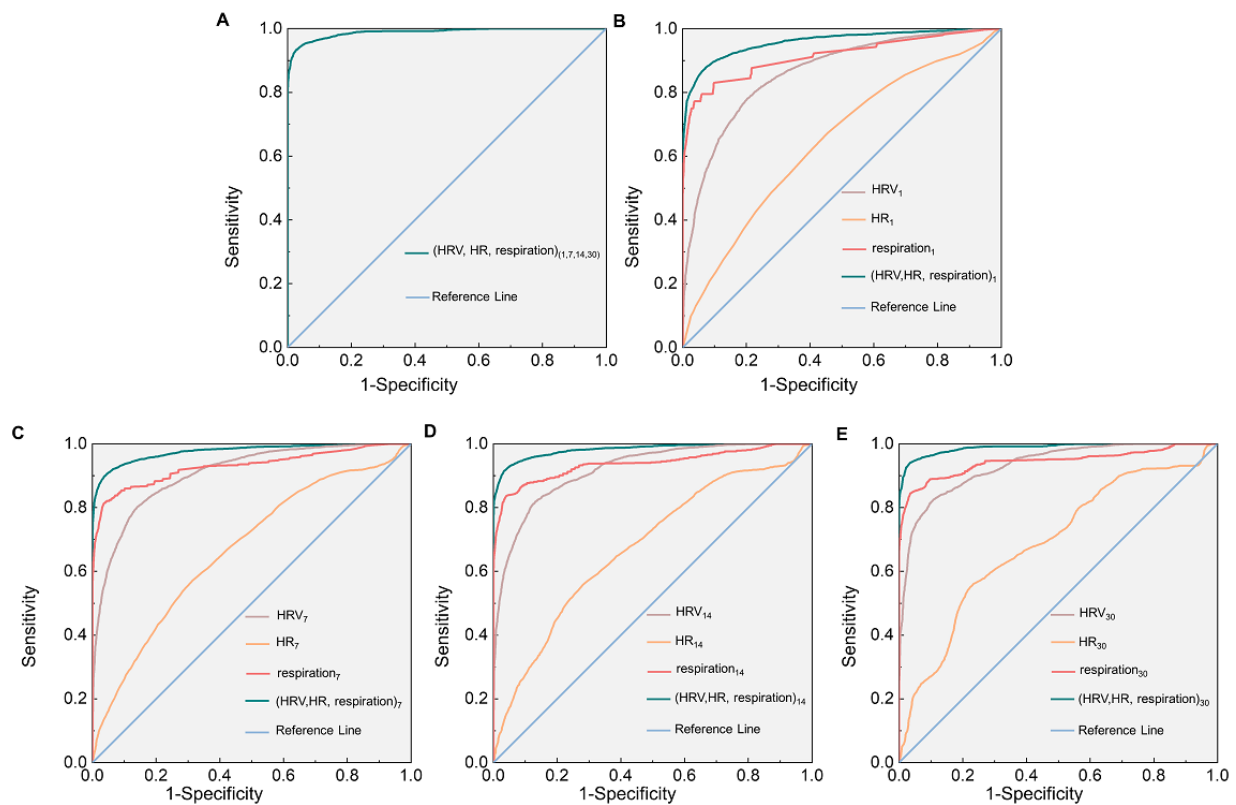 A
1.0
0.8
0.6
0.4
0.2
0.0
Sensitivity
(HRV, HR, respiration)(1,7,14,30)
Reference Line
0.0 0.2 0.4 0.6 0.8 1.0
1-Specificity
B
1.0
0.8
0.6
0.4
0.2
0.0
Sensitivity
HRV1
HR1
respiration1
(HRV,HR, respiration)1
Reference Line
0.0 0.2 0.4 0.6 0.8 1.0
1-Specificity
C
1.0
0.8
0.6
0.4
0.2
0.0
Sensitivity
HRV7
HR7
respiration7
(HRV,HR, respiration)7
Reference Line
0.0 0.2 0.4 0.6 0.8 1.0
1-Specificity
D
1.0
0.8
0.6
0.4
0.2
0.0
Sensitivity
HRV14
HR14
respiration14
(HRV,HR, respiration)14
Reference Line
0.0 0.2 0.4 0.6 0.8 1.0
1-Specificity
E
1.0
0.8
0.6
0.4
0.2
0.0
Sensitivity
HRV30
HR30
respiration30
(HRV,HR, respiration)30
Reference Line
0.0 0.2 0.4 0.6 0.8 1.0
1-Specificity